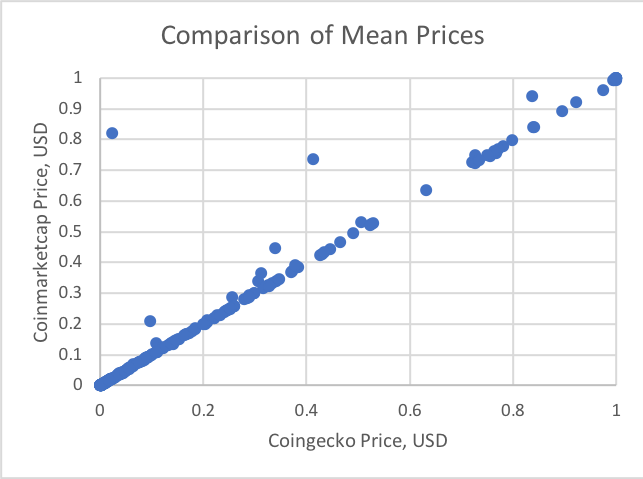 Comparison of Mean Prices
Coinmarketcap Price, USD
1
0.9
0.8
0.7
0.6
0.5
0.4
0.3
0.2
0.1
0
0 0.2 0.4 0.6 0.8 1
Coingecko Price, USD